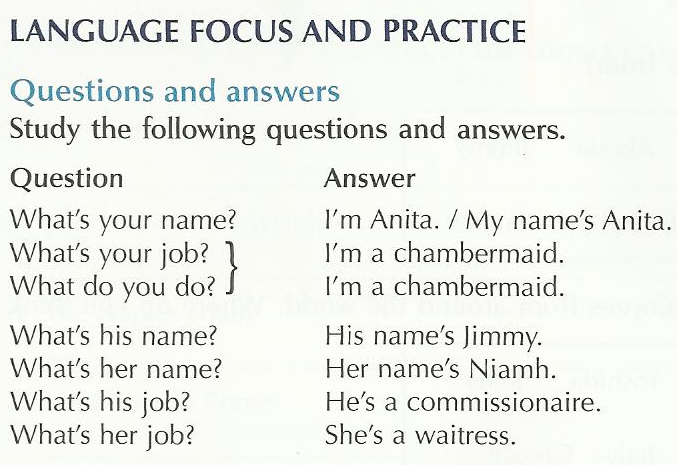 LANGUAGE FOCUS AND PRACTICE
Questions and answers
Study the following questions and answers.
Question Answer
What's your name? I'm Anita. / My name's Anita.
What's your job? } I'm a chambermaid.
What do you do? I'm a chambermaid.
What's his name? His name's Jimmy.
What's her name? Her name's Niamh.
What's his job? He's a commissionaire.
What's her job? She's a waitress.